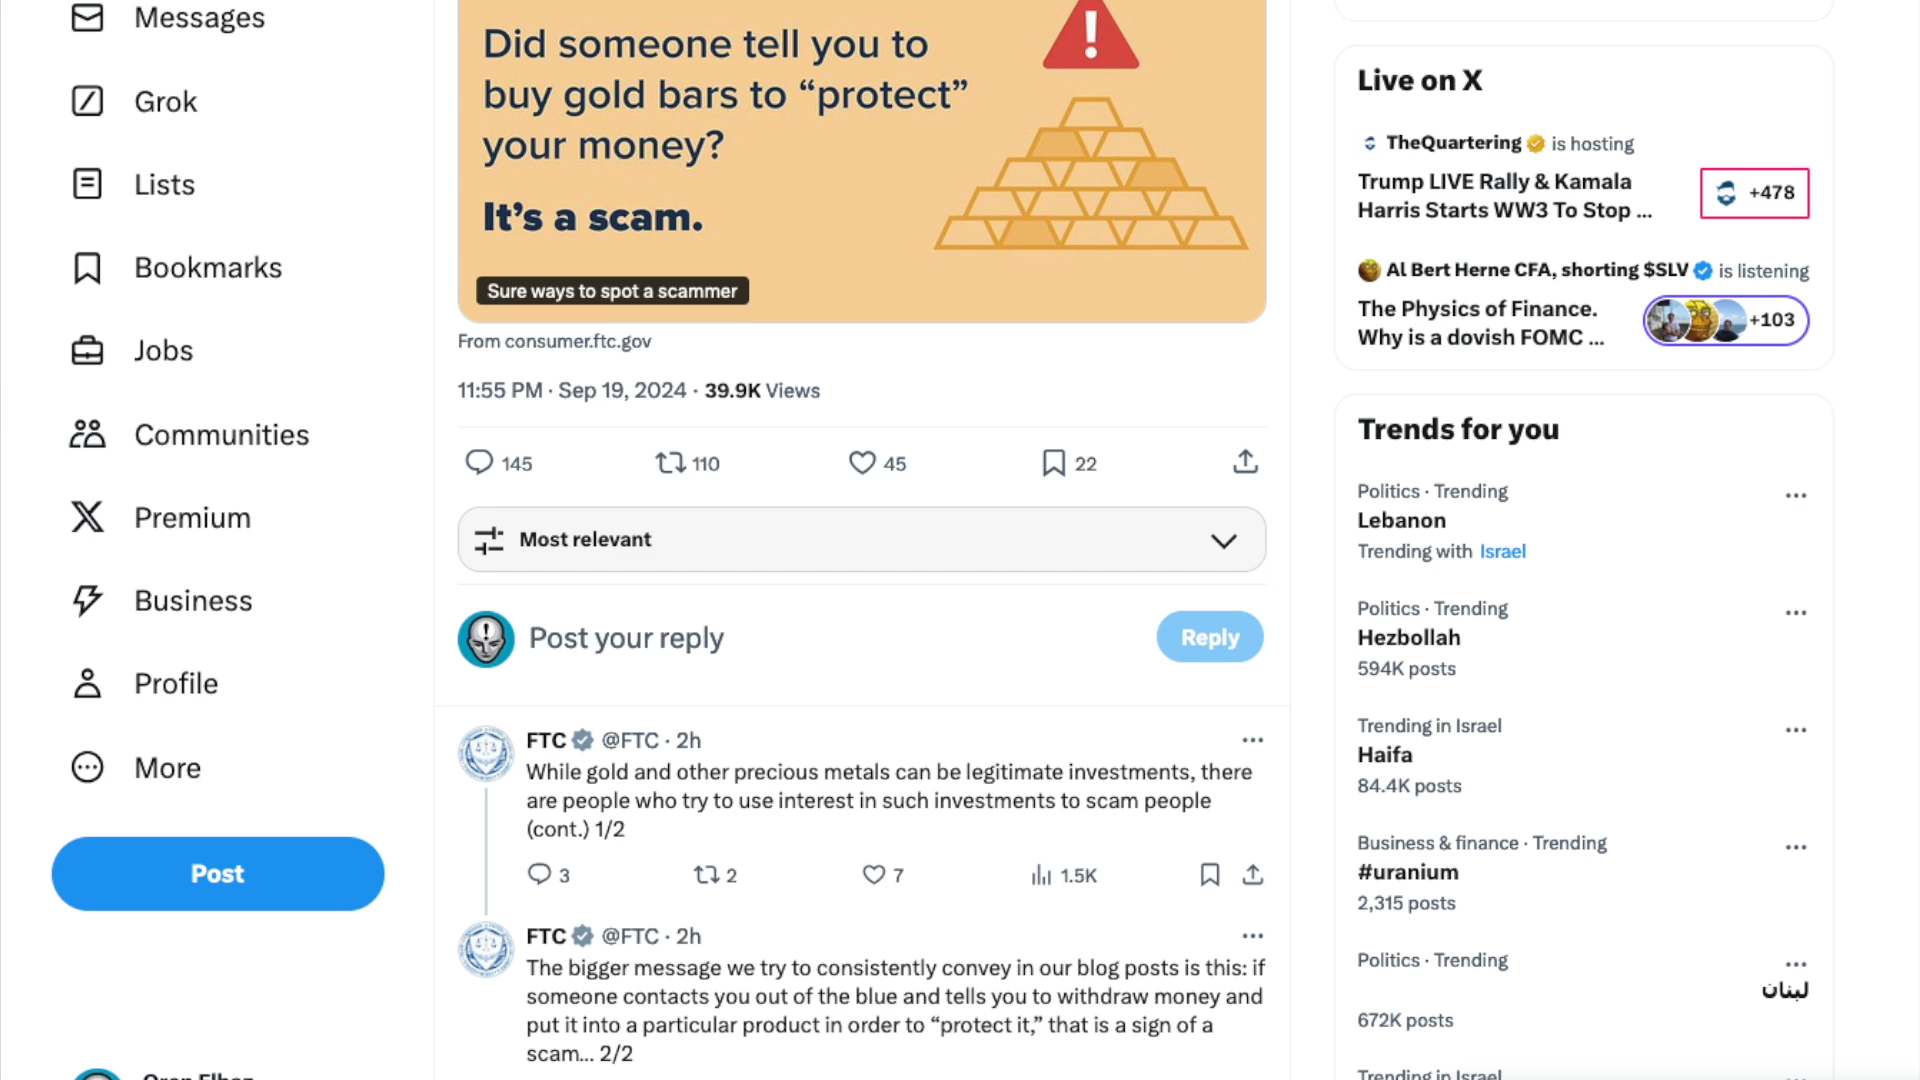 Messages
Grok
Lists
Bookmarks
Jobs
Communities
Premium
Business
Profile
More
Post
Did someone tell you to
buy gold bars to “protect”
your money?
It’s a scam.
Sure ways to spot a scammer
From consumer.ftc.gov
11:55 PM · Sep 19, 2024 · 39.9K Views
145 110 45 22
Most relevant
Post your reply
Reply
FTC @FTC · 2h
While gold and other precious metals can be legitimate investments, there
are people who try to use interest in such investments to scam people
(cont.) 1/2
3 2 7 1.5K
FTC @FTC · 2h
The bigger message we try to consistently convey in our blog posts is this: if
someone contacts you out of the blue and tells you to withdraw money and
put it into a particular product in order to “protect it,” that is a sign of a
scam... 2/2
Live on X
TheQuartering is hosting
Trump LIVE Rally & Kamala
Harris Starts WW3 To Stop ...
+478
Al Bert Herne CFA, shorting $SLV is listening
The Physics of Finance.
Why is a dovish FOMC ...
+103
Trends for you
Politics · Trending
Lebanon
Trending with Israel
Politics · Trending
Hezbollah
594K posts
Trending in Israel
Haifa
84.4K posts
Business & finance · Trending
#uranium
2,315 posts
Politics · Trending
لبنان
672K posts
Trending in Israel